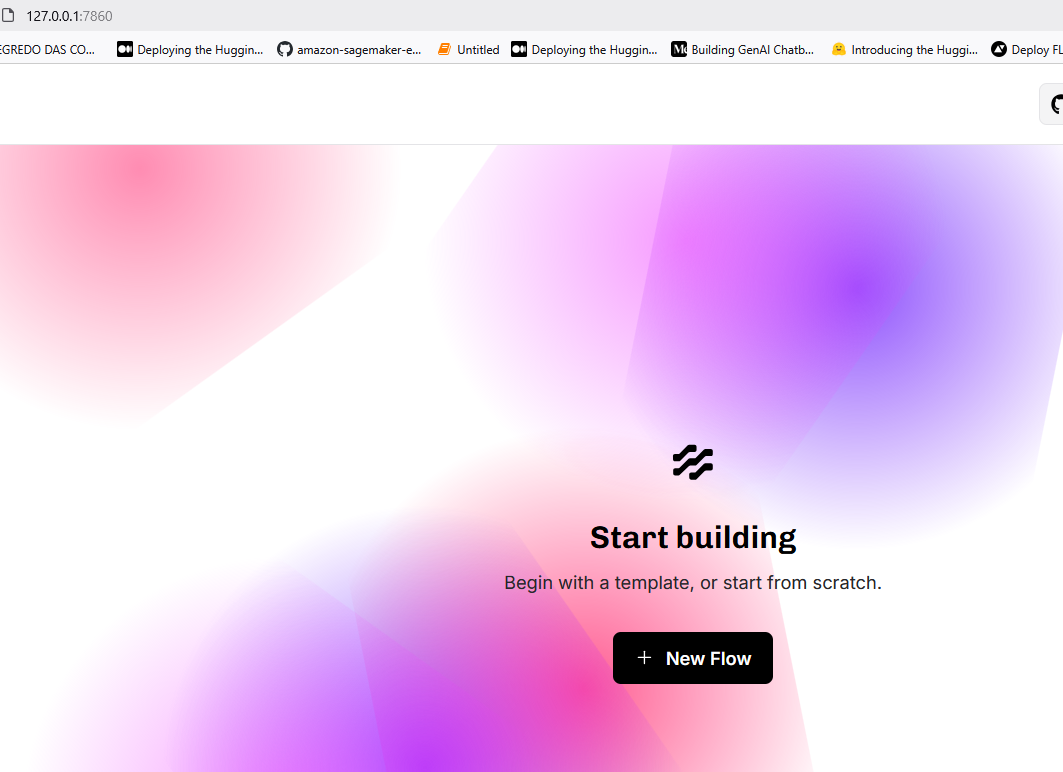 127.0.0.1:7860
EGREDO DAS CO... Deploying the Huggin... amazon-sagemaker-e... Untitled Deploying the Huggin... Building GenAI Chatb... Introducing the Huggi... Deploy FL
Start building
Begin with a template, or start from scratch.
+ New Flow